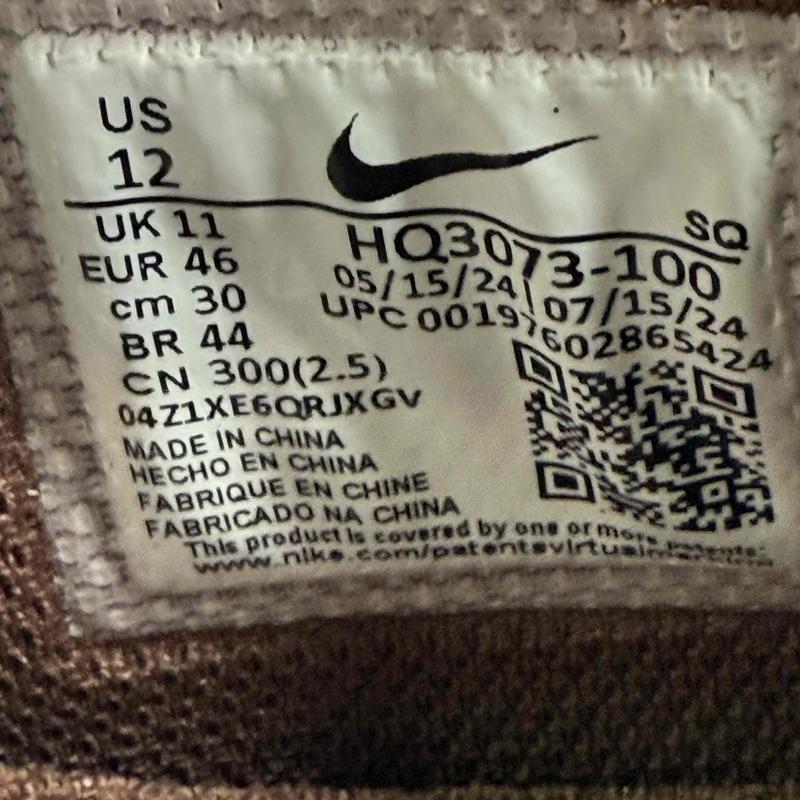 US
12
UK 11
EUR 46
cm 30
BR 44
CN 300(2.5)
04Z1XE6QRJXGV
MADE IN CHINA
HECHO EN CHINA
FABRIQUE EN CHINE
FABRICADO NA CHINA
SQ
HQ3073-100
05/15/24|07/15/24
UPC 00197602865424
This product is covered by one or more patents:
www.nike.com/patents